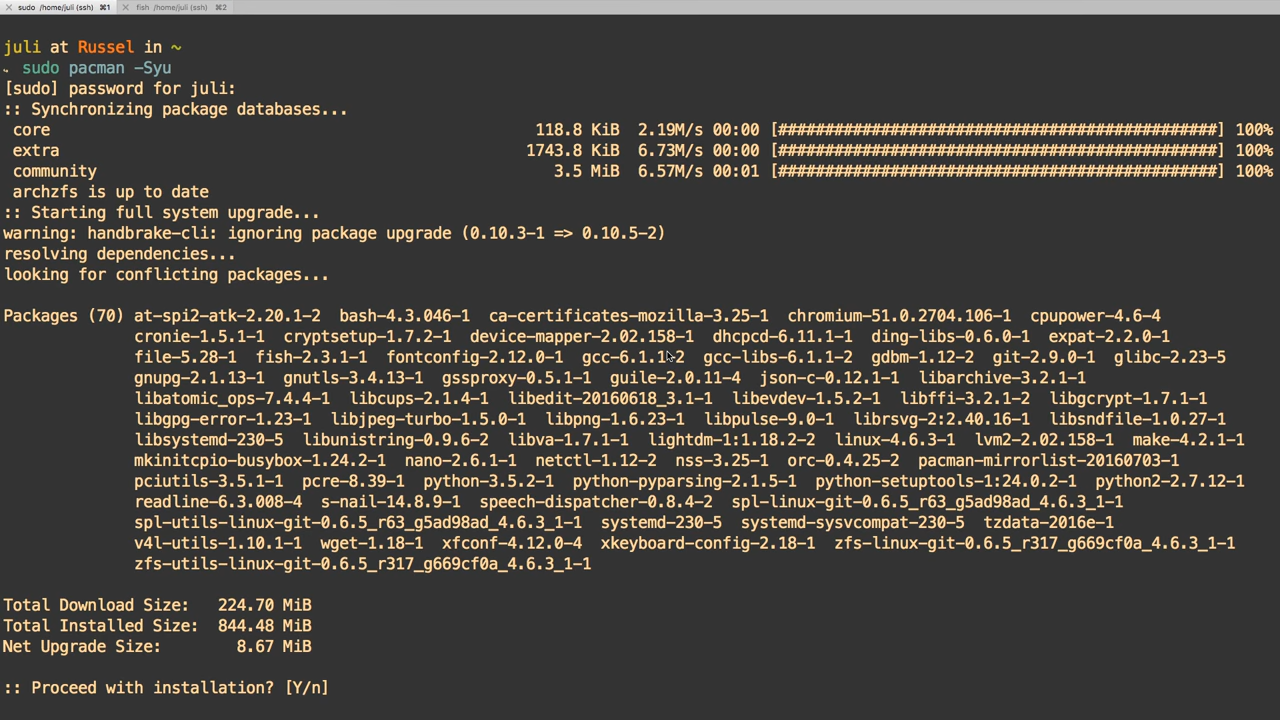 sudo /home/juli (ssh) ⌘1 fish /home/juli (ssh) ⌘2
juli at Russel in ~
sudo pacman -Syu
[sudo] password for juli:
:: Synchronizing package databases...
core 118.8 KiB 2.19M/s 00:00 [###############################################] 100%
extra 1743.8 KiB 6.73M/s 00:00 [###############################################] 100%
community 3.5 MiB 6.57M/s 00:01 [###############################################] 100%
archzfs is up to date
:: Starting full system upgrade...
warning: handbrake-cli: ignoring package upgrade (0.10.3-1 => 0.10.5-2)
resolving dependencies...
looking for conflicting packages...
Packages (70) at-spi2-atk-2.20.1-2 bash-4.3.046-1 ca-certificates-mozilla-3.25-1 chromium-51.0.2704.106-1 cpupower-4.6-4
cronie-1.5.1-1 cryptsetup-1.7.2-1 device-mapper-2.02.158-1 dhcpcd-6.11.1-1 ding-libs-0.6.0-1 expat-2.2.0-1
file-5.28-1 fish-2.3.1-1 fontconfig-2.12.0-1 gcc-6.1.1-2 gcc-libs-6.1.1-2 gdbm-1.12-2 git-2.9.0-1 glibc-2.23-5
gnupg-2.1.13-1 gnutls-3.4.13-1 gssproxy-0.5.1-1 guile-2.0.11-4 json-c-0.12.1-1 libarchive-3.2.1-1
libatomic_ops-7.4.4-1 libcups-2.1.4-1 libedit-20160618_3.1-1 libevdev-1.5.2-1 libffi-3.2.1-2 libgcrypt-1.7.1-1
libgpg-error-1.23-1 libjpeg-turbo-1.5.0-1 libpng-1.6.23-1 libpulse-9.0-1 librsvg-2:2.40.16-1 libsndfile-1.0.27-1
libsystemd-230-5 libunistring-0.9.6-2 libva-1.7.1-1 lightdm-1:1.18.2-2 linux-4.6.3-1 lvm2-2.02.158-1 make-4.2.1-1
mkinitcpio-busybox-1.24.2-1 nano-2.6.1-1 netctl-1.12-2 nss-3.25-1 orc-0.4.25-2 pacman-mirrorlist-20160703-1
pciutils-3.5.1-1 pcre-8.39-1 python-3.5.2-1 python-pyparsing-2.1.5-1 python-setuptools-1:24.0.2-1 python2-2.7.12-1
readline-6.3.008-4 s-nail-14.8.9-1 speech-dispatcher-0.8.4-2 spl-linux-git-0.6.5_r63_g5ad98ad_4.6.3_1-1
spl-utils-linux-git-0.6.5_r63_g5ad98ad_4.6.3_1-1 systemd-230-5 systemd-sysvcompat-230-5 tzdata-2016e-1
v4l-utils-1.10.1-1 wget-1.18-1 xfconf-4.12.0-4 xkeyboard-config-2.18-1 zfs-linux-git-0.6.5_r317_g669cf0a_4.6.3_1-1
zfs-utils-linux-git-0.6.5_r317_g669cf0a_4.6.3_1-1
Total Download Size: 224.70 MiB
Total Installed Size: 844.48 MiB
Net Upgrade Size: 8.67 MiB
:: Proceed with installation? [Y/n]